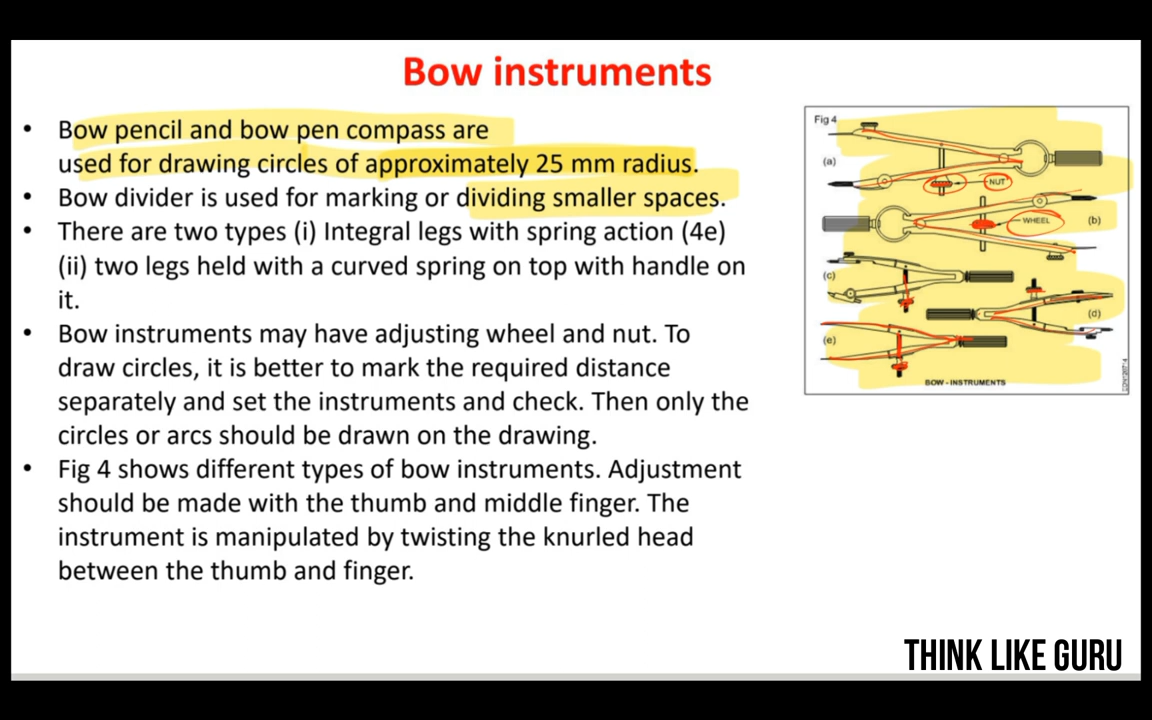 Bow instruments
• Bow pencil and bow pen compass are
used for drawing circles of approximately 25 mm radius.
• Bow divider is used for marking or dividing smaller spaces.
• There are two types (i) Integral legs with spring action (4e)
(ii) two legs held with a curved spring on top with handle on
it.
• Bow instruments may have adjusting wheel and nut. To
draw circles, it is better to mark the required distance
separately and set the instruments and check. Then only the
circles or arcs should be drawn on the drawing.
• Fig 4 shows different types of bow instruments. Adjustment
should be made with the thumb and middle finger. The
instrument is manipulated by twisting the knurled head
between the thumb and finger.
Fig 4
(a)
NUT
WHEEL
(b)
(c)
(d)
(e)
BOW - INSTRUMENTS
THINK LIKE GURU